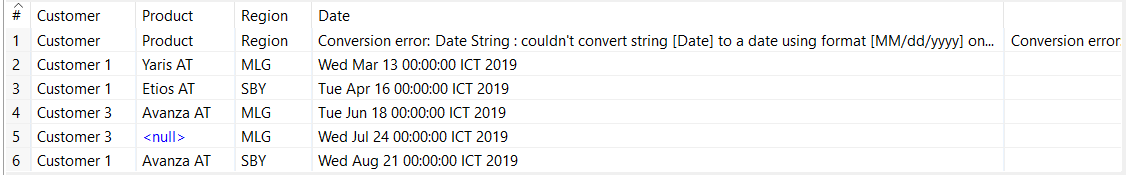 # Customer Product Region Date
1 Customer Product Region Conversion error: Date String : couldn't convert string [Date] to a date using format [MM/dd/yyyy] on... Conversion error
2 Customer 1 Yaris AT MLG Wed Mar 13 00:00:00 ICT 2019
3 Customer 1 Etios AT SBY Tue Apr 16 00:00:00 ICT 2019
4 Customer 3 Avanza AT MLG Tue Jun 18 00:00:00 ICT 2019
5 Customer 3 <null> MLG Wed Jul 24 00:00:00 ICT 2019
6 Customer 1 Avanza AT SBY Wed Aug 21 00:00:00 ICT 2019